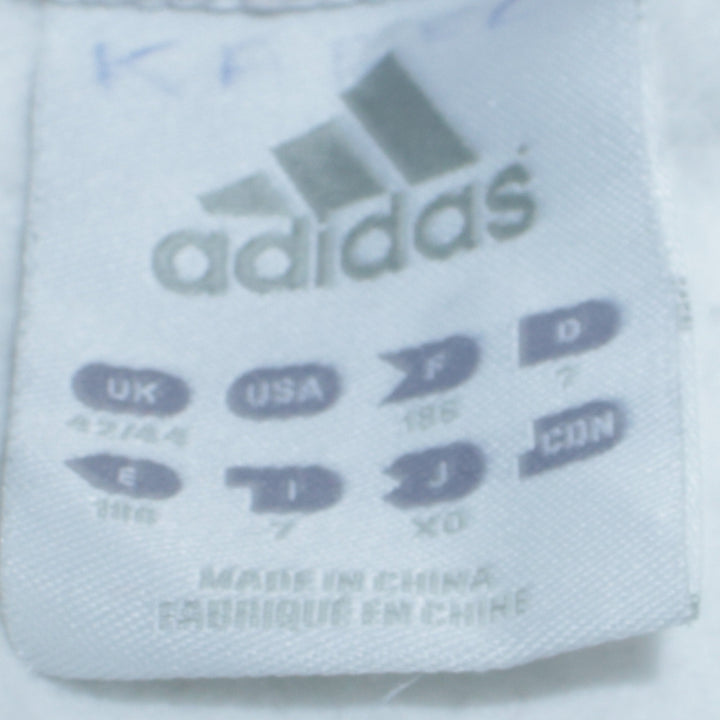 adidas
UK USA F D
42/44 186 7
E I J CDN
186 7 XO
MADE IN CHINA
FABRIQUÉ EN CHINE